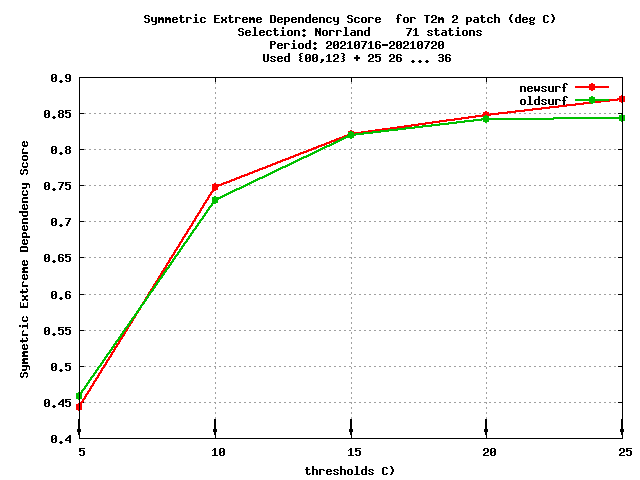 Symmetric Extreme Dependency Score  for T2m 2 patch (deg C)
Selection: Norrland     71 stations
Period: 20210716-20210720
Used {00,12} + 25 26 ... 36
newsurf
oldsurf
Symmetric Extreme Dependency Score
0.9
0.85
0.8
0.75
0.7
0.65
0.6
0.55
0.5
0.45
0.4
5 10 15 20 25
thresholds C)